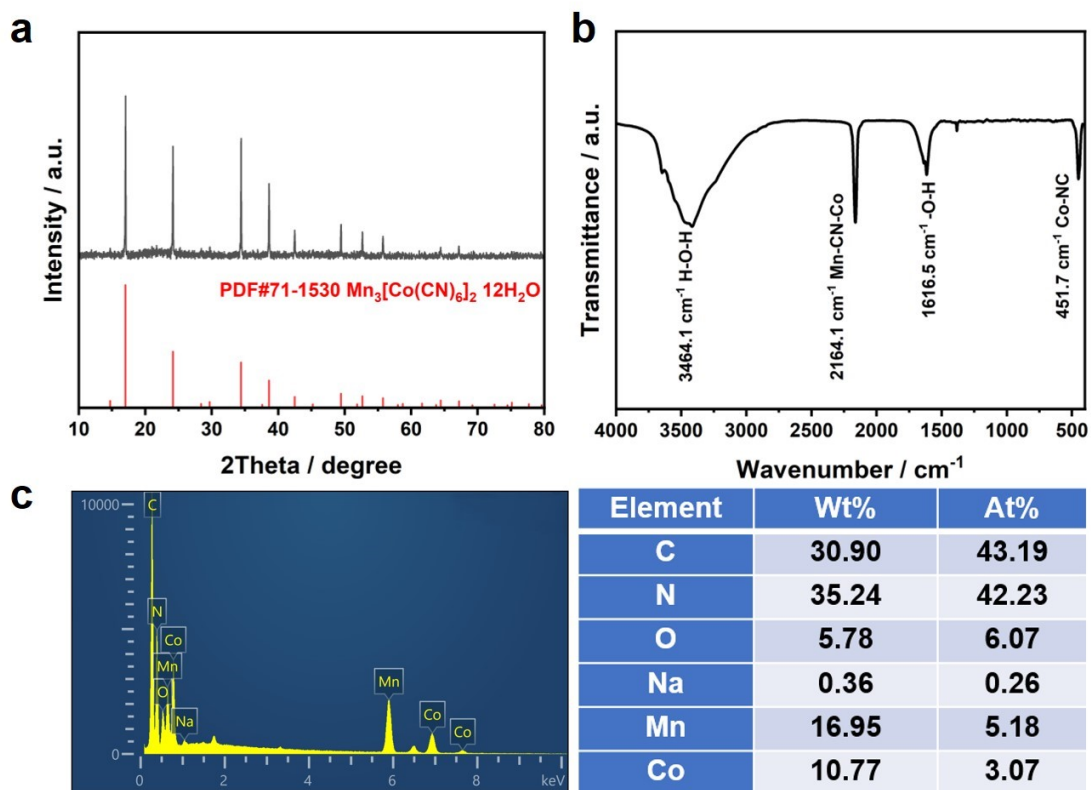 a
Intensity / a.u.
PDF#71-1530 Mn₃[Co(CN)₆]₂ 12H₂O
10 20 30 40 50 60 70 80
2Theta / degree
b
Transmittance / a.u.
3464.1 cm⁻¹ H-O-H
2164.1 cm⁻¹ Mn-CN-Co
1616.5 cm⁻¹ -O-H
451.7 cm⁻¹ Co-NC
4000 3500 3000 2500 2000 1500 1000 500
Wavenumber / cm⁻¹
c
10000
C
N
Co
Mn
O
Na
Mn
Co
Co
0
0 2 4 6 8 keV
Element Wt% At%
C 30.90 43.19
N 35.24 42.23
O 5.78 6.07
Na 0.36 0.26
Mn 16.95 5.18
Co 10.77 3.07